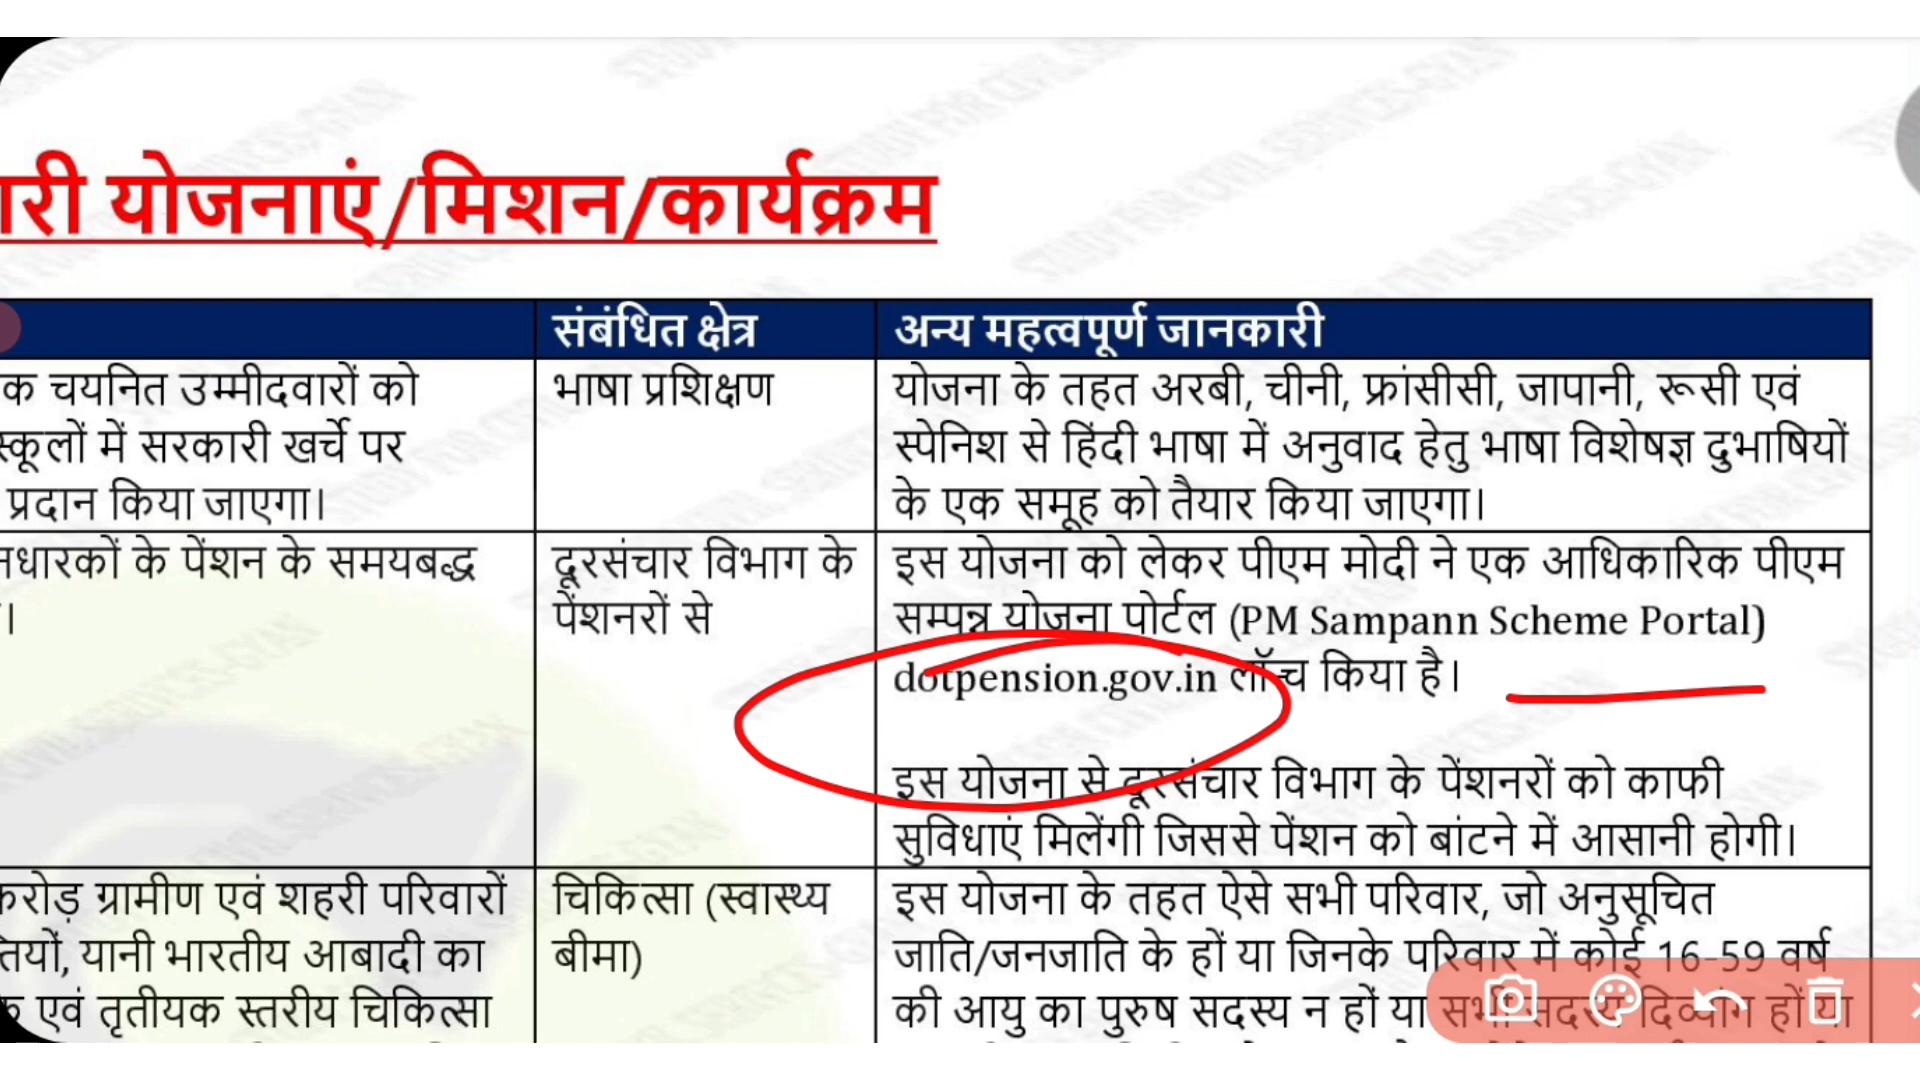 री योजनाएं/मिशन/कार्यक्रम
संबंधित क्षेत्र
अन्य महत्वपूर्ण जानकारी
क चयनित उम्मीदवारों को
स्कूलों में सरकारी खर्चे पर
प्रदान किया जाएगा।
भाषा प्रशिक्षण
योजना के तहत अरबी, चीनी, फ्रांसीसी, जापानी, रूसी एवं
स्पेनिश से हिंदी भाषा में अनुवाद हेतु भाषा विशेषज्ञ दुभाषियों
के एक समूह को तैयार किया जाएगा।
नधारकों के पेंशन के समयबद्ध
।
दूरसंचार विभाग के
पेंशनरों से
इस योजना को लेकर पीएम मोदी ने एक आधिकारिक पीएम
सम्पन्न योजना पोर्टल (PM Sampann Scheme Portal)
dotpension.gov.in लॉन्च किया है।
इस योजना से दूरसंचार विभाग के पेंशनरों को काफी
सुविधाएं मिलेंगी जिससे पेंशन को बांटने में आसानी होगी।
करोड़ ग्रामीण एवं शहरी परिवारों
तियों, यानी भारतीय आबादी का
एवं तृतीयक स्तरीय चिकित्सा
चिकित्सा (स्वास्थ्य
बीमा)
इस योजना के तहत ऐसे सभी परिवार, जो अनुसूचित
जाति/जनजाति के हों या जिनके परिवार में कोई 16-59 वर्ष
की आयु का पुरुष सदस्य न हों या सभी सदस्य दिव्यांग हों या